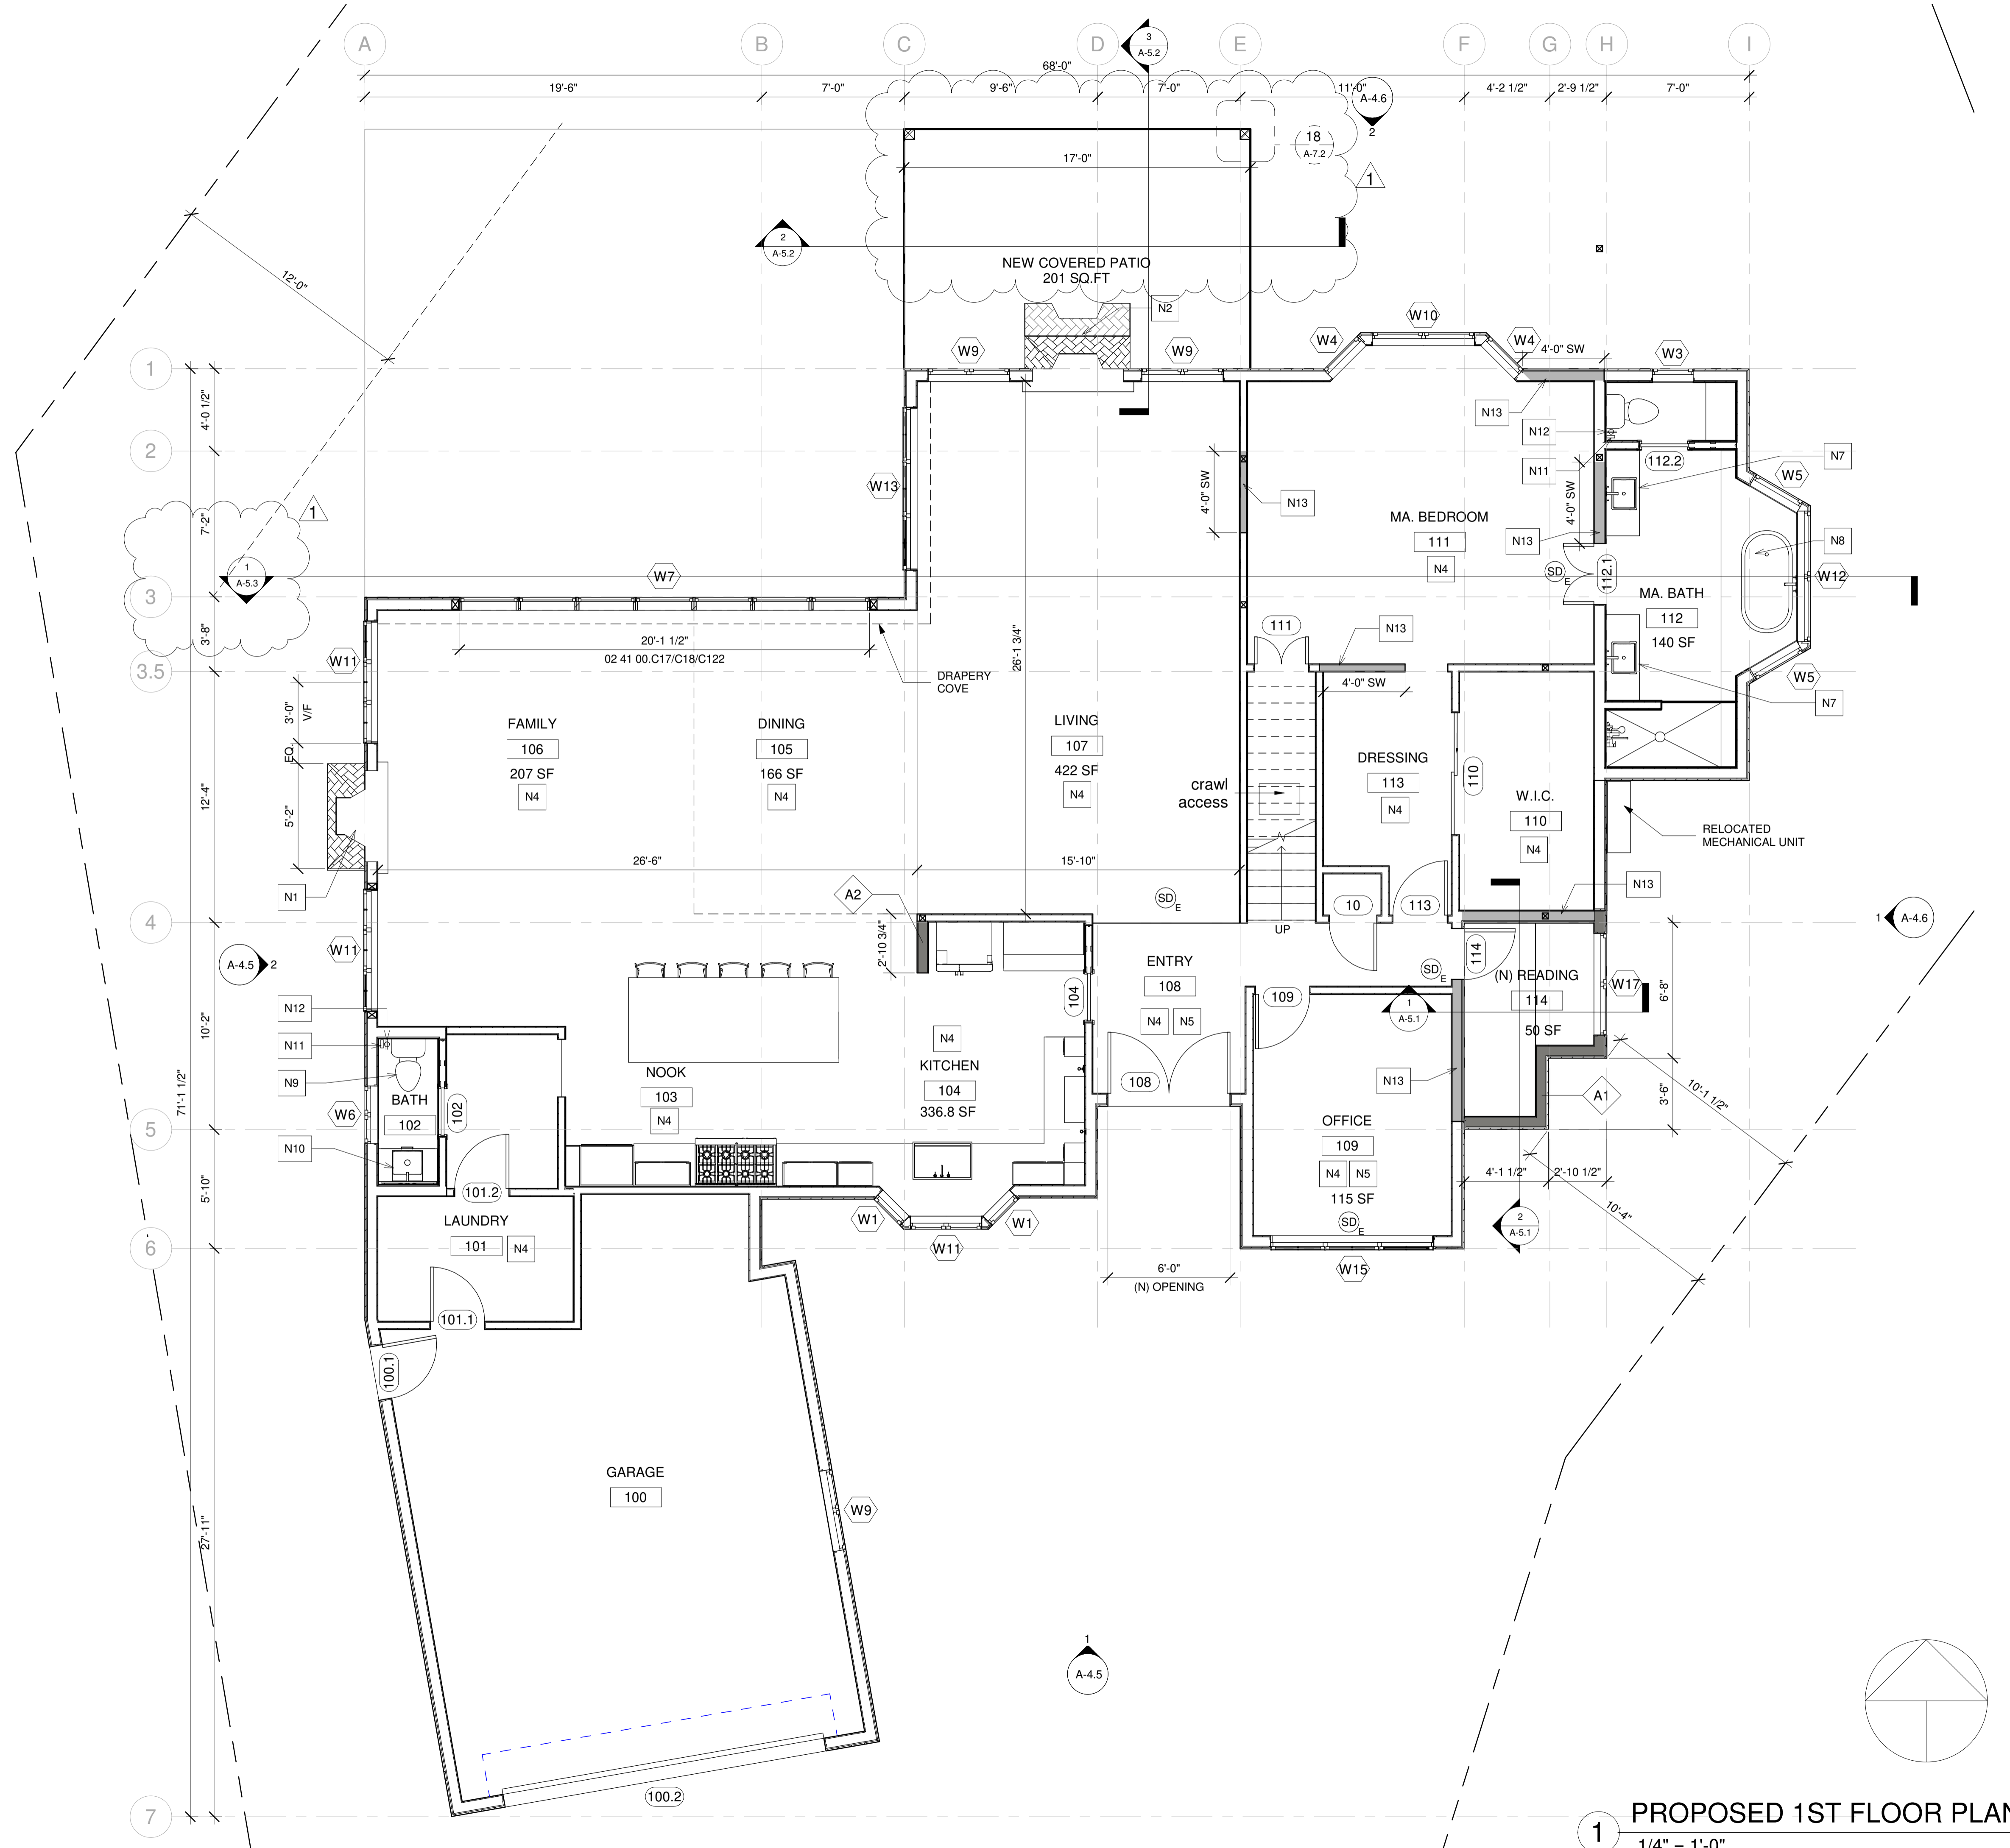 A
B
C
D
E
F
G
H
I
3
A-5.2
68'-0"
19'-6"
7'-0"
9'-6"
7'-0"
11'-0"
4'-2 1/2"
2'-9 1/2"
7'-0"
A-4.6
2
18
A-7.2
17'-0"
1
2
A-5.2
NEW COVERED PATIO
201 SQ.FT
N2
12'-0"
W9
W9
W4
W10
W4
4'-0" SW
W3
1
4'-0 1/2"
N13
N12
N11
112.2
N7
W5
2
W13
4'-0" SW
N13
4'-0" SW
7'-2"
1
MA. BEDROOM
111
N4
N13
SD
E
112.1
N8
W12
1
A-5.3
W7
3
MA. BATH
112
140 SF
3'-8"
20'-1 1/2"
02 41 00.C17/C18/C122
26'-1 3/4"
111
N13
W11
3.5
DRAPERY
COVE
4'-0" SW
W5
N7
3'-0"
V/F
EQ.
FAMILY
106
207 SF
N4
DINING
105
166 SF
N4
LIVING
107
422 SF
N4
crawl
access
DRESSING
113
N4
110
W.I.C.
110
N4
RELOCATED
MECHANICAL UNIT
12'-4"
5'-2"
26'-6"
15'-10"
N1
A2
SD
E
10
113
N13
4
UP
1
A-4.6
A-4.5
2
W11
2'-10 3/4"
104
ENTRY
108
N4
N5
109
SD
E
114
(N) READING
114
50 SF
W17
6'-8"
1
A-5.1
N12
N11
N9
10'-2"
71'-1 1/2"
N4
KITCHEN
104
336.8 SF
NOOK
103
N4
108
N13
A1
3'-6"
10'-1 1/2"
W6
BATH
102
102
5
N10
OFFICE
109
N4
N5
115 SF
SD
E
4'-1 1/2"
2'-10 1/2"
10'-4"
5'-10"
101.2
LAUNDRY
101
N4
W1
W11
W1
2
A-5.1
6
W15
6'-0"
(N) OPENING
101.1
100.1
GARAGE
100
W9
27'-11"
1
A-4.5
100.2
7
1
PROPOSED 1ST FLOOR PLAN
1/4" = 1'-0"